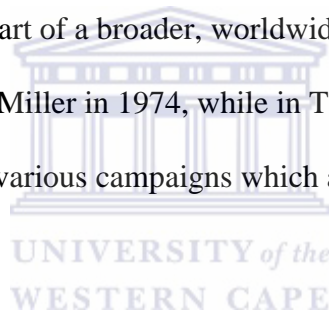 art of a broader, worldwid
Miller in 1974, while in T
various campaigns which a
UNIVERSITY of the
WESTERN CAPE